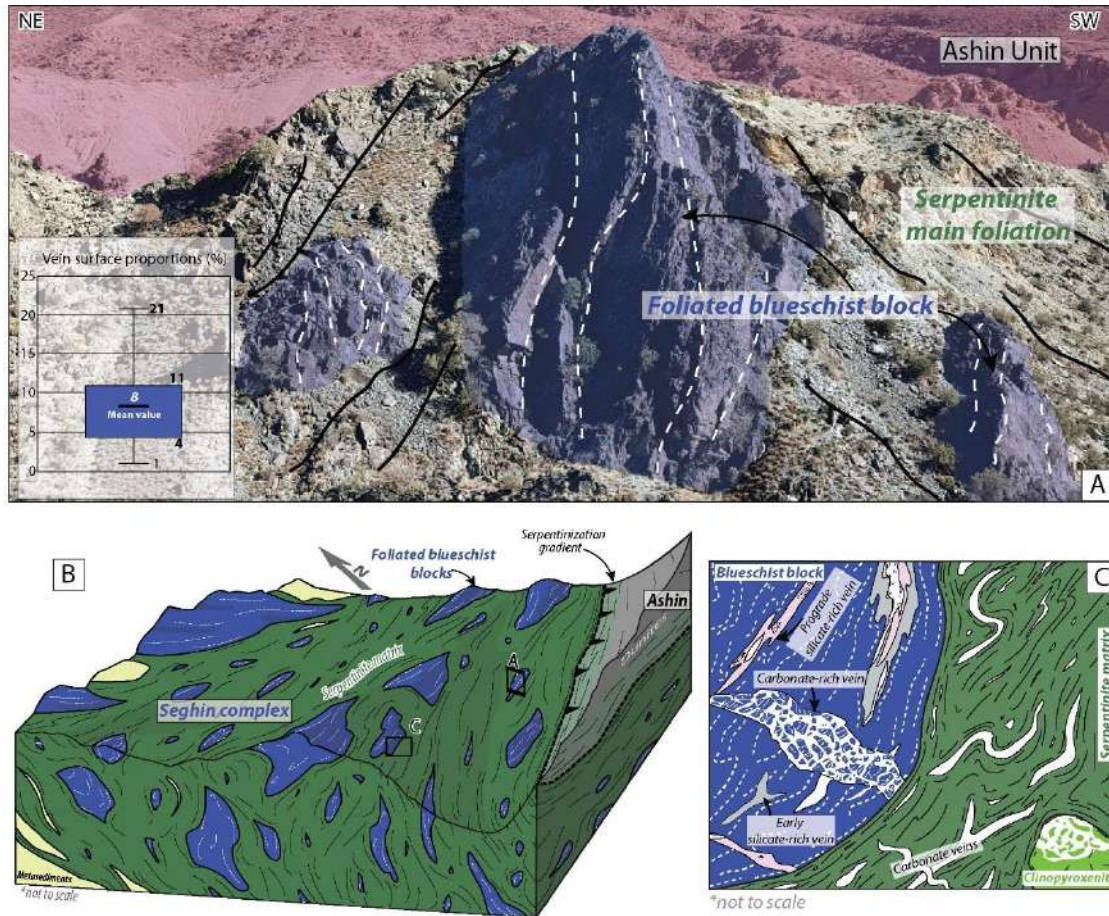 NE
SW
Ashin Unit
Serpentinite
main foliation
Foliated blueschist block
Vein surface proportions (%)
25
20
15
10
5
0
21
11
8
Mean value
4
1
A
B
N
Foliated blueschist
blocks
Serpentinization
gradient
Ashin
Dunites
Serpentinite matrix
A
Seghin complex
C
Metasediments
*not to scale
C
Blueschist block
Prograde
silicate-rich vein
Carbonate-rich vein
Early
silicate-rich vein
Carbonate veins
Serpentinite matrix
Clinopyroxenit
*not to scale